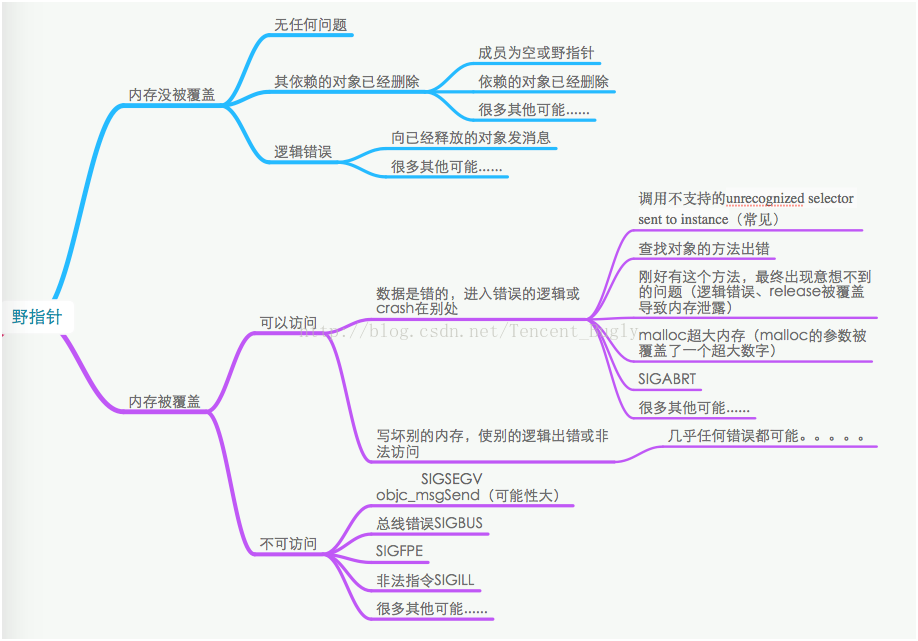 野指针
内存没被覆盖
无任何问题
其依赖的对象已经删除
成员为空或野指针
依赖的对象已经删除
很多其他可能......
逻辑错误
向已经释放的对象发消息
很多其他可能......
内存被覆盖
可以访问
数据是错的，进入错误的逻辑或
crash在别处
调用不支持的unrecognized selector
sent to instance（常见）
查找对象的方法出错
刚好有这个方法，最终出现意想不到
的问题（逻辑错误、release被覆盖
导致内存泄露）
malloc超大内存（malloc的参数被
覆盖了一个超大数字）
SIGABRT
很多其他可能......
写坏别的内存，使别的逻辑出错或非
法访问
几乎任何错误都可能。。。。。
不可访问
SIGSEGV
objc_msgSend（可能性大）
总线错误SIGBUS
SIGFPE
非法指令SIGILL
很多其他可能......
http://blog.csdn.net/Tencent_Bugly